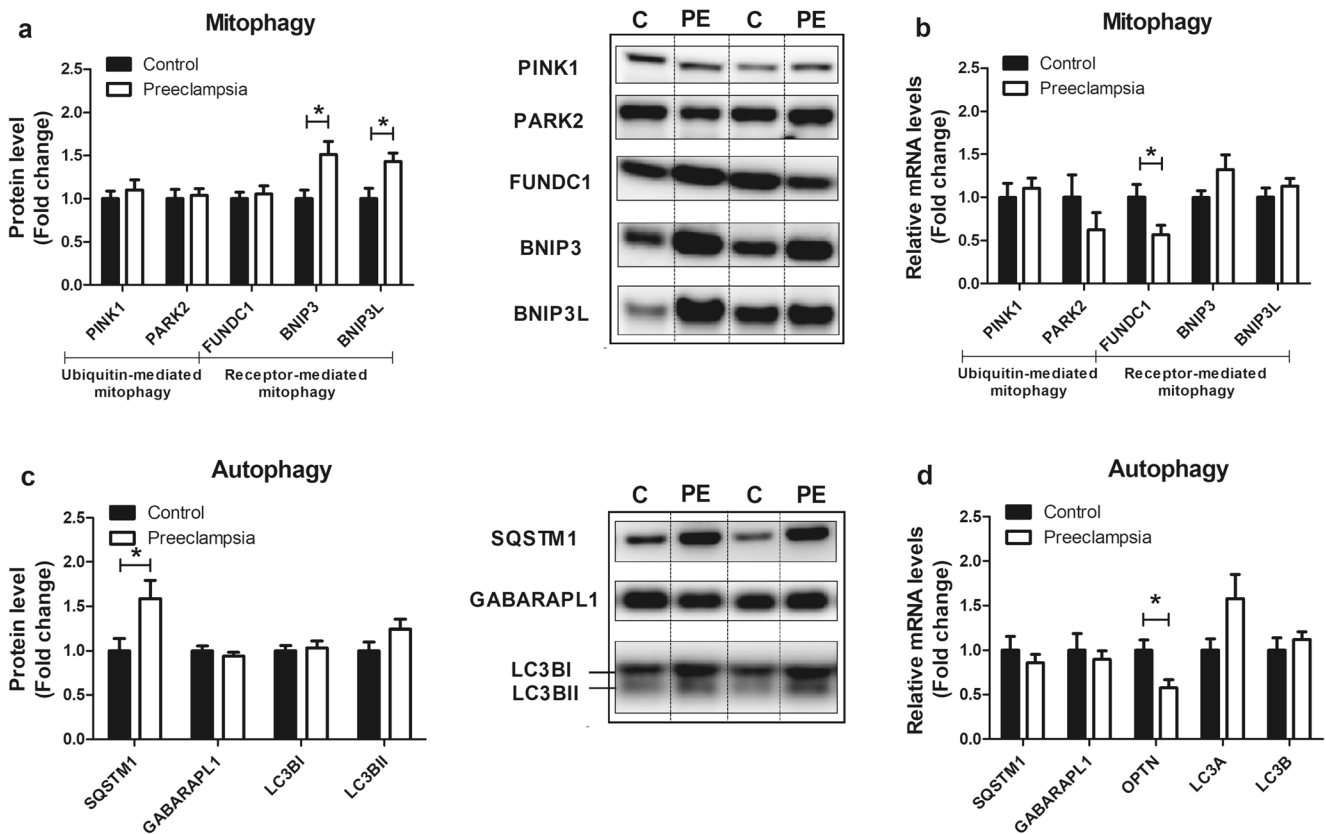 a
Mitophagy
Control
Preeclampsia
Protein level
(Fold change)
2.5
2.0
1.5
1.0
0.5
0.0
*
*
PINK1
PARK2
FUNDC1
BNIP3
BNIP3L
Ubiquitin-mediated
mitophagy
Receptor-mediated
mitophagy
C PE C PE
PINK1
PARK2
FUNDC1
BNIP3
BNIP3L
b
Mitophagy
Control
Preeclampsia
Relative mRNA levels
(Fold change)
2.5
2.0
1.5
1.0
0.5
0.0
*
PINK1
PARK2
FUNDC1
BNIP3
BNIP3L
Ubiquitin-mediated
mitophagy
Receptor-mediated
mitophagy
c
Autophagy
Control
Preeclampsia
Protein level
(Fold change)
2.5
2.0
1.5
1.0
0.5
0.0
*
SQSTM1
GABARAPL1
LC3BI
LC3BII
C PE C PE
SQSTM1
GABARAPL1
LC3BI
LC3BII
d
Autophagy
Control
Preeclampsia
Relative mRNA levels
(Fold change)
2.5
2.0
1.5
1.0
0.5
0.0
*
SQSTM1
GABARAPL1
OPTN
LC3A
LC3B